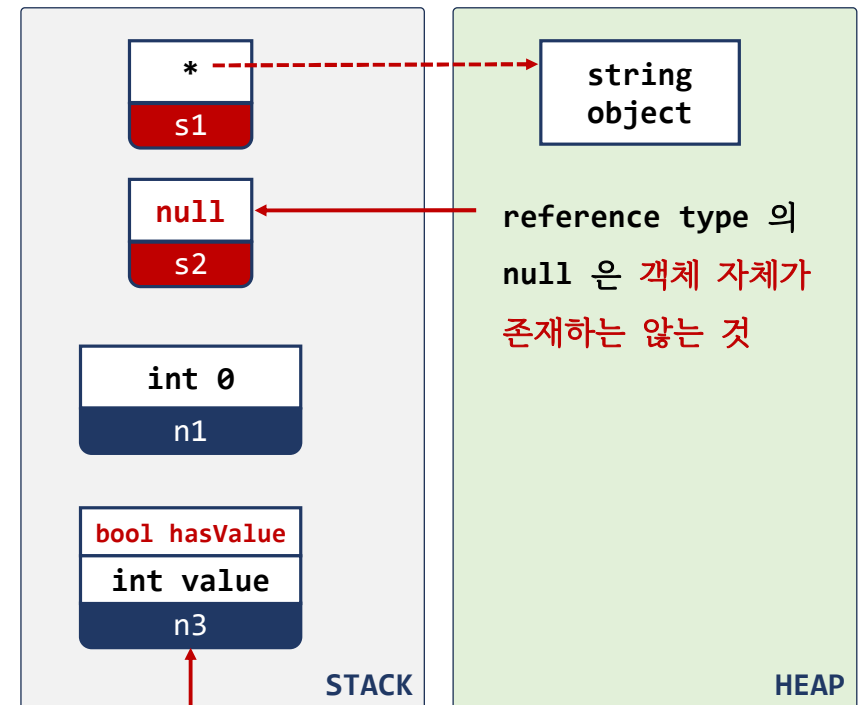 *
s1
string
object
null
s2
reference type 의
null 은 객체 자체가
존재하는 않는 것
int 0
n1
bool hasValue
int value
n3
STACK
HEAP